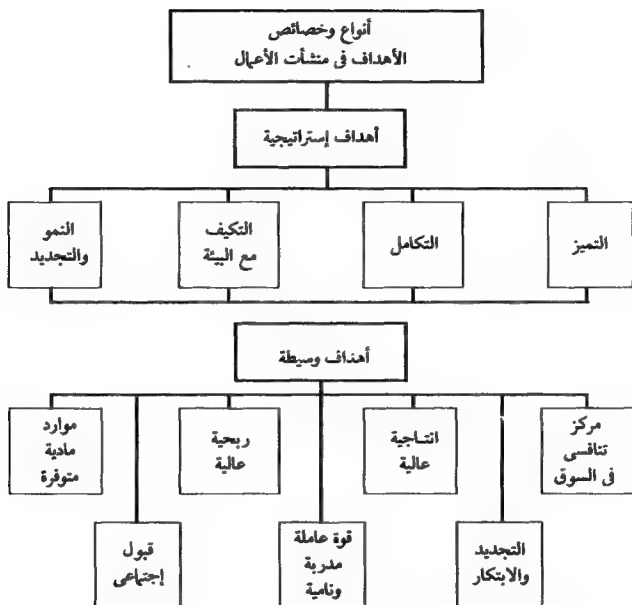 أنواع وخصائص
الأهداف فى منشأت الأعمال
أهداف إستراتيجية
التميز
التكامل
التكيف
مع البيئة
النمو
والتجديد
أهداف وسيطة
مركز
تنافسى
فى السوق
انتاجية
عالية
ربحية
عالية
موارد
مادية
متوفرة
التجديد
والابتكار
قوة عاملة
مدربة
ونامية
قبول
إجتماعى